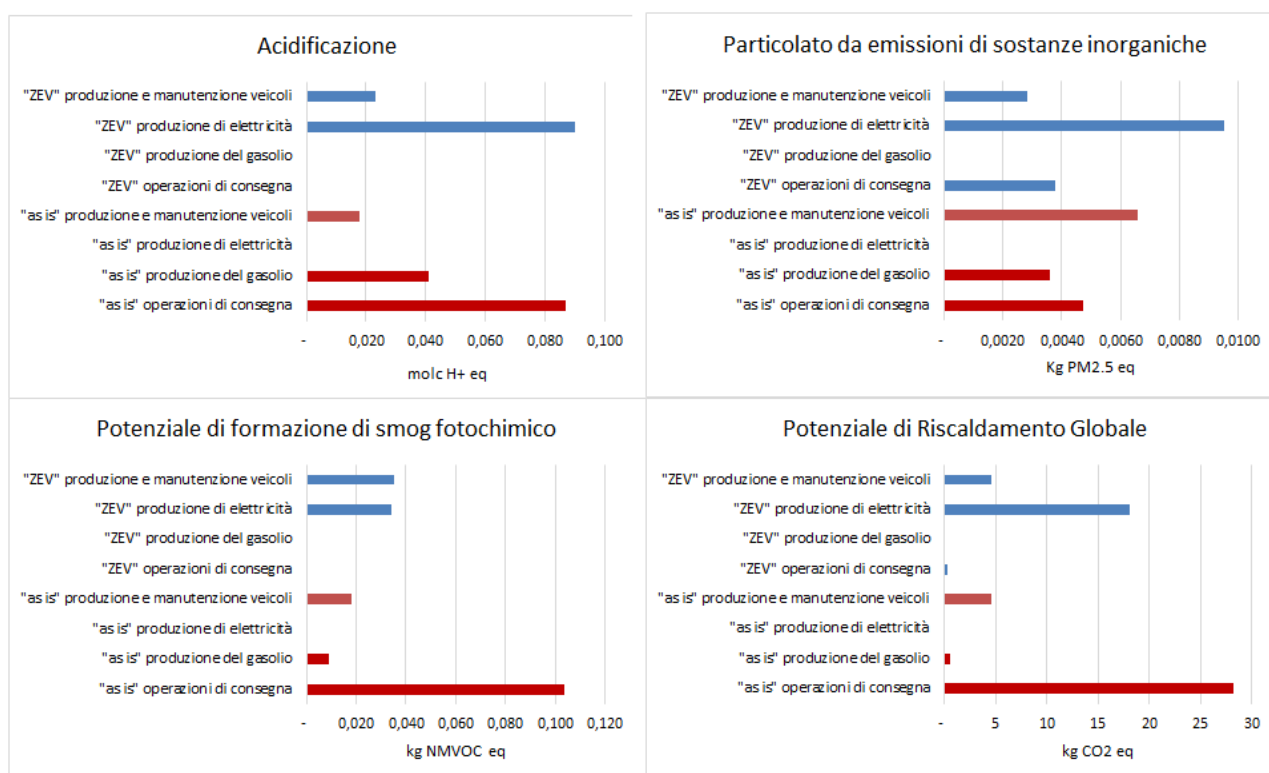 Acidificazione
"ZEV" produzione e manutenzione veicoli
"ZEV" produzione di elettricità
"ZEV" produzione del gasolio
"ZEV" operazioni di consegna
"as is" produzione e manutenzione veicoli
"as is" produzione di elettricità
"as is" produzione del gasolio
"as is" operazioni di consegna
- 0,020 0,040 0,060 0,080 0,100
molc H+ eq
Particolato da emissioni di sostanze inorganiche
"ZEV" produzione e manutenzione veicoli
"ZEV" produzione di elettricità
"ZEV" produzione del gasolio
"ZEV" operazioni di consegna
"as is" produzione e manutenzione veicoli
"as is" produzione di elettricità
"as is" produzione del gasolio
"as is" operazioni di consegna
- 0,0020 0,0040 0,0060 0,0080 0,0100
Kg PM2.5 eq
Potenziale di formazione di smog fotochimico
"ZEV" produzione e manutenzione veicoli
"ZEV" produzione di elettricità
"ZEV" produzione del gasolio
"ZEV" operazioni di consegna
"as is" produzione e manutenzione veicoli
"as is" produzione di elettricità
"as is" produzione del gasolio
"as is" operazioni di consegna
- 0,020 0,040 0,060 0,080 0,100 0,120
kg NMVOC eq
Potenziale di Riscaldamento Globale
"ZEV" produzione e manutenzione veicoli
"ZEV" produzione di elettricità
"ZEV" produzione del gasolio
"ZEV" operazioni di consegna
"as is" produzione e manutenzione veicoli
"as is" produzione di elettricità
"as is" produzione del gasolio
"as is" operazioni di consegna
- 5 10 15 20 25 30
kg CO2 eq